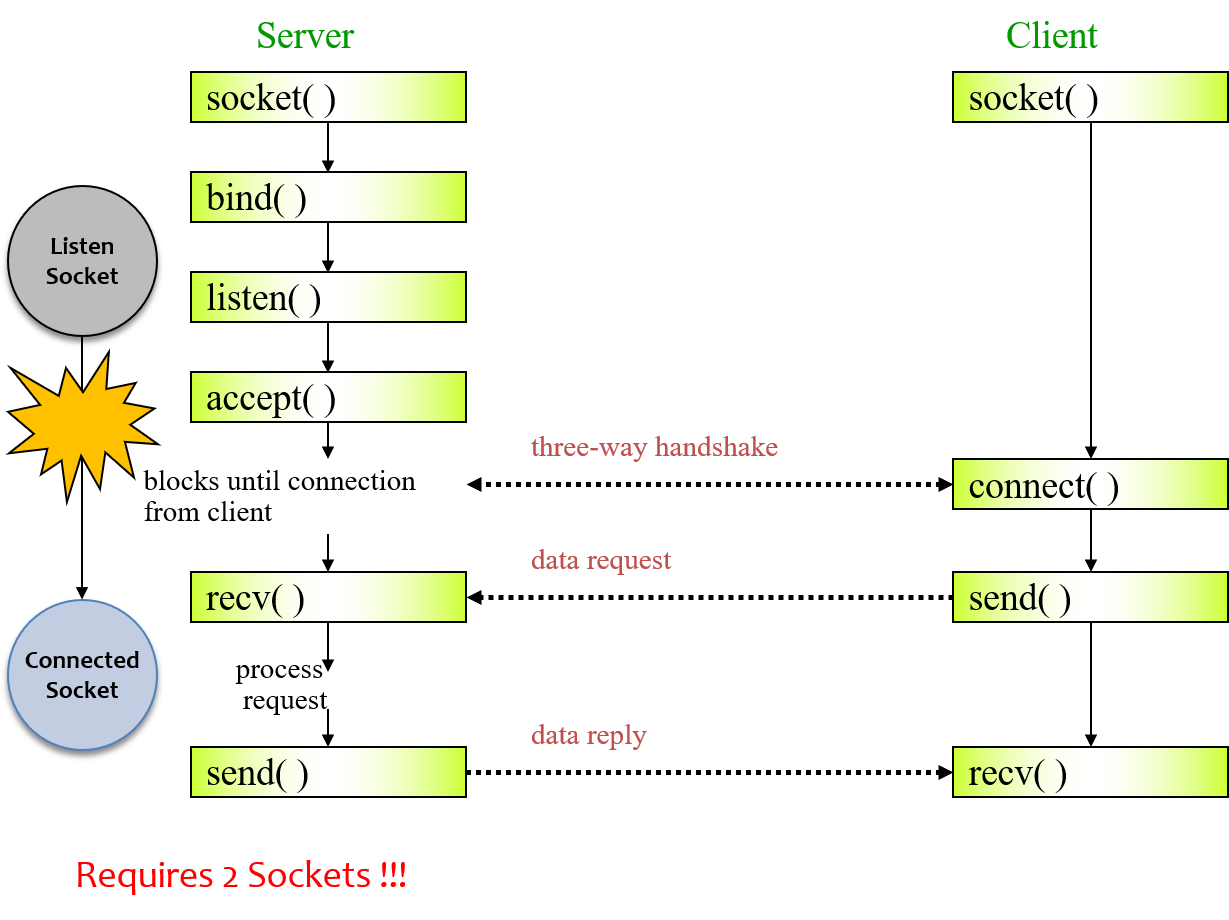 Server
Client
socket( )
socket( )
bind( )
Listen
Socket
listen( )
accept( )
three-way handshake
blocks until connection
from client
connect( )
data request
recv( )
send( )
Connected
Socket
process
request
data reply
send( )
recv( )
Requires 2 Sockets !!!